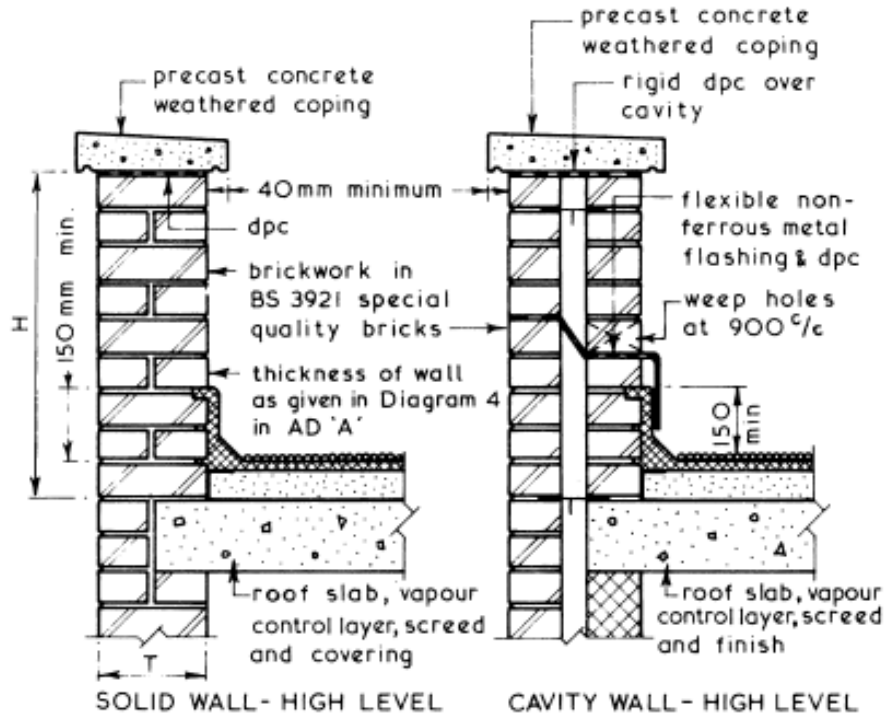 precast concrete
weathered coping
40mm minimum
dpc
brickwork in
BS 3921 special
quality bricks
thickness of wall
as given in Diagram 4
in AD 'A'
150 mm min.
H
T
roof slab, vapour
control layer, screed
and covering
SOLID WALL - HIGH LEVEL
precast concrete
weathered coping
rigid dpc over
cavity
flexible non-
ferrous metal
flashing & dpc
weep holes
at 900 c/c
150
min
roof slab, vapour
control layer, screed
and finish
CAVITY WALL - HIGH LEVEL